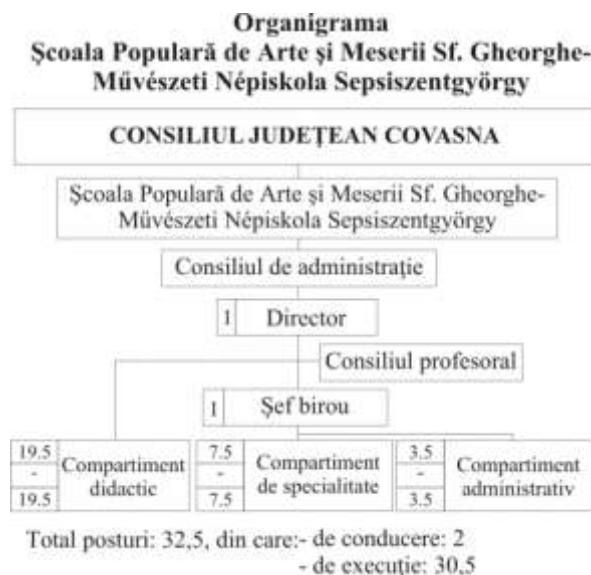 Organigrama
Şcoala Populară de Arte şi Meserii Sf. Gheorghe-
Művészeti Népiskola Sepsiszentgyörgy
CONSILIUL JUDEŢEAN COVASNA
Şcoala Populară de Arte şi Meserii Sf. Gheorghe-
Művészeti Népiskola Sepsiszentgyörgy
Consiliul de administraţie
1 Director
Consiliul profesoral
1 Şef birou
19.5
-
19.5
Compartiment
didactic
7.5
-
7.5
Compartiment
de specialitate
3.5
-
3.5
Compartiment
administrativ
Total posturi: 32,5, din care:- de conducere: 2
- de execuţie: 30,5